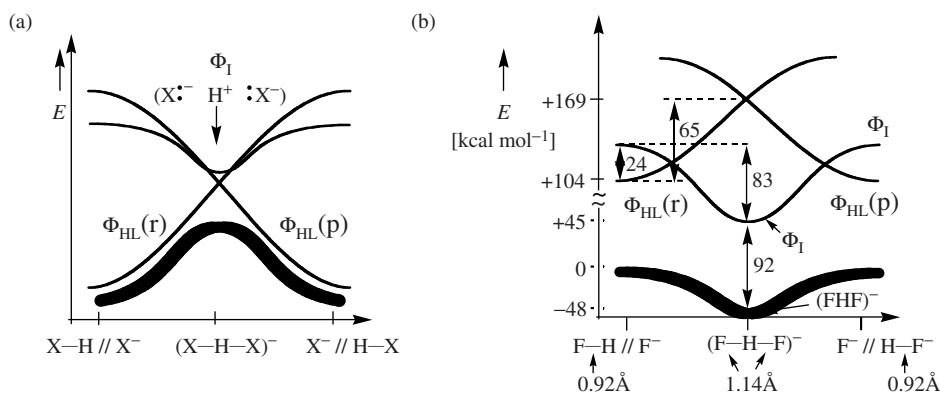 (a)
E
Φ_I
(X:⁻ H⁺ :X⁻)
Φ_HL(r)
Φ_HL(p)
X—H // X⁻
(X—H—X)⁻
X⁻ // H—X
(b)
E
[kcal mol⁻¹]
+169
+104
+45
0
−48
65
24
83
92
Φ_I
Φ_HL(r)
Φ_HL(p)
Φ_I
(FHF)⁻
F—H // F⁻
(F—H—F)⁻
F⁻ // H—F⁻
0.92Å
1.14Å
0.92Å